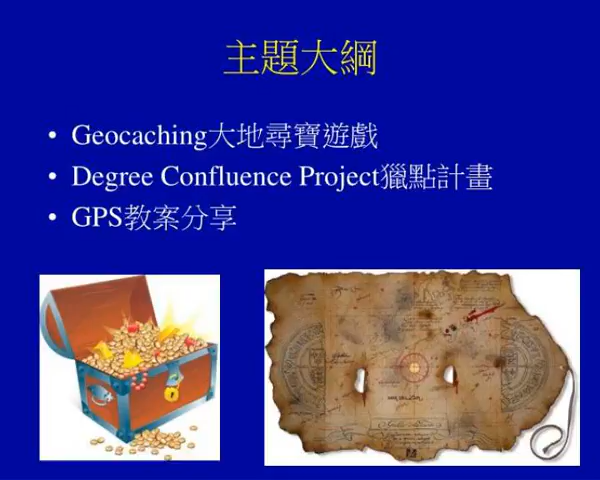 主題大綱
• Geocaching大地尋寶遊戲
• Degree Confluence Project獵點計畫
• GPS教案分享